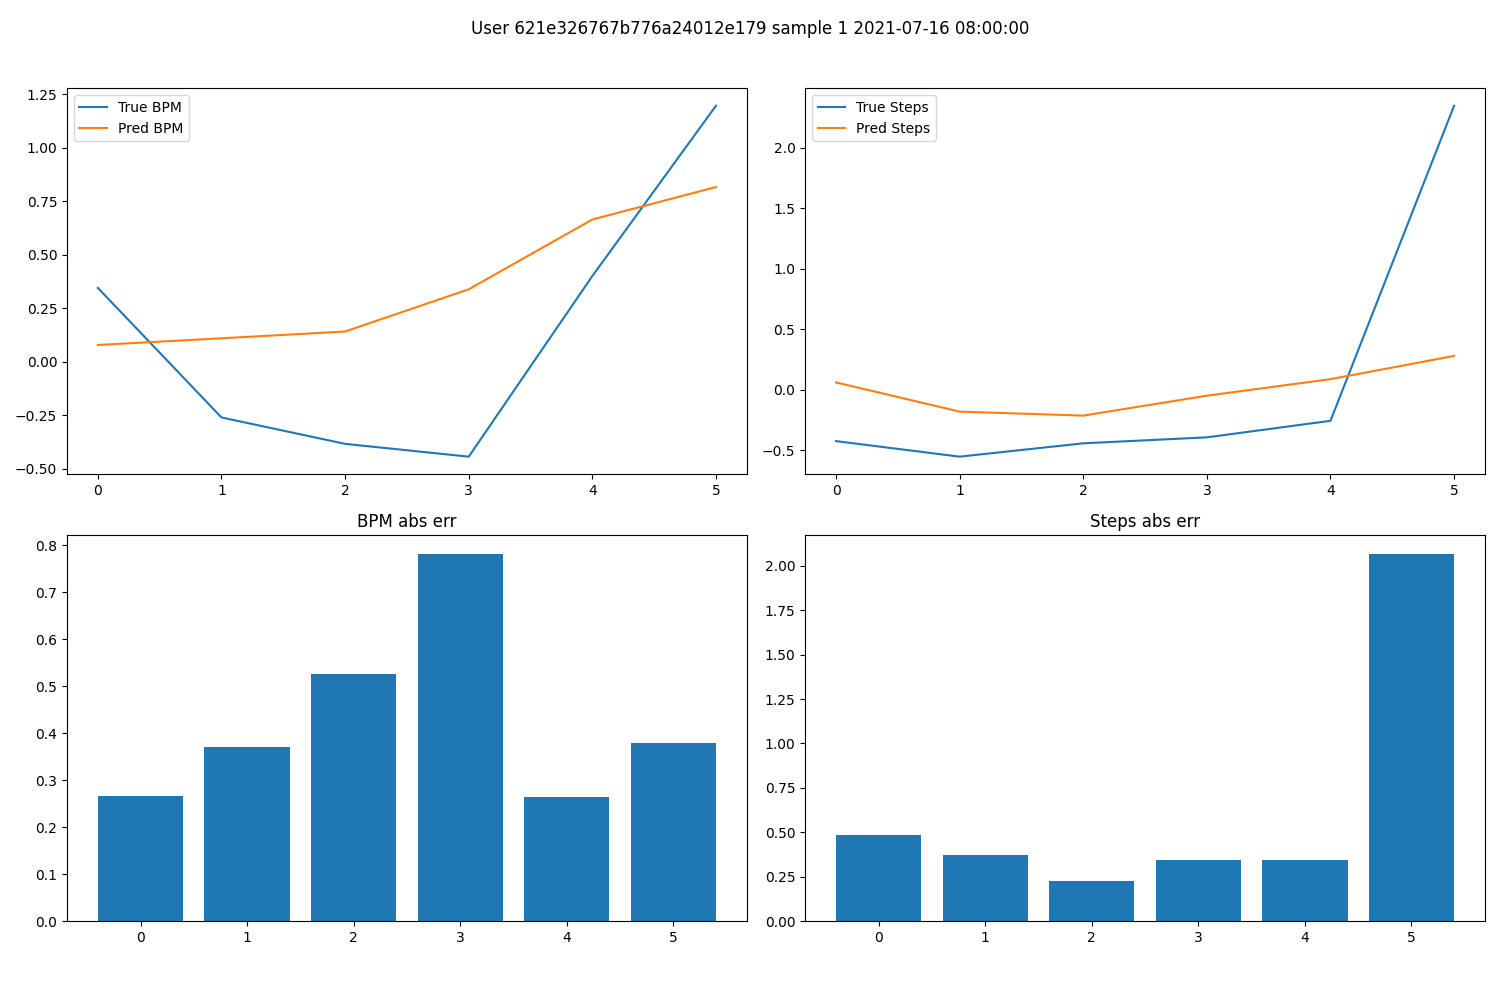 User 621e326767b776a24012e179 sample 1 2021-07-16 08:00:00
True BPM
Pred BPM
1.25
1.00
0.75
0.50
0.25
0.00
−0.25
−0.50
0 1 2 3 4 5
True Steps
Pred Steps
2.0
1.5
1.0
0.5
0.0
−0.5
0 1 2 3 4 5
BPM abs err
0.8
0.7
0.6
0.5
0.4
0.3
0.2
0.1
0.0
0 1 2 3 4 5
Steps abs err
2.00
1.75
1.50
1.25
1.00
0.75
0.50
0.25
0.00
0 1 2 3 4 5